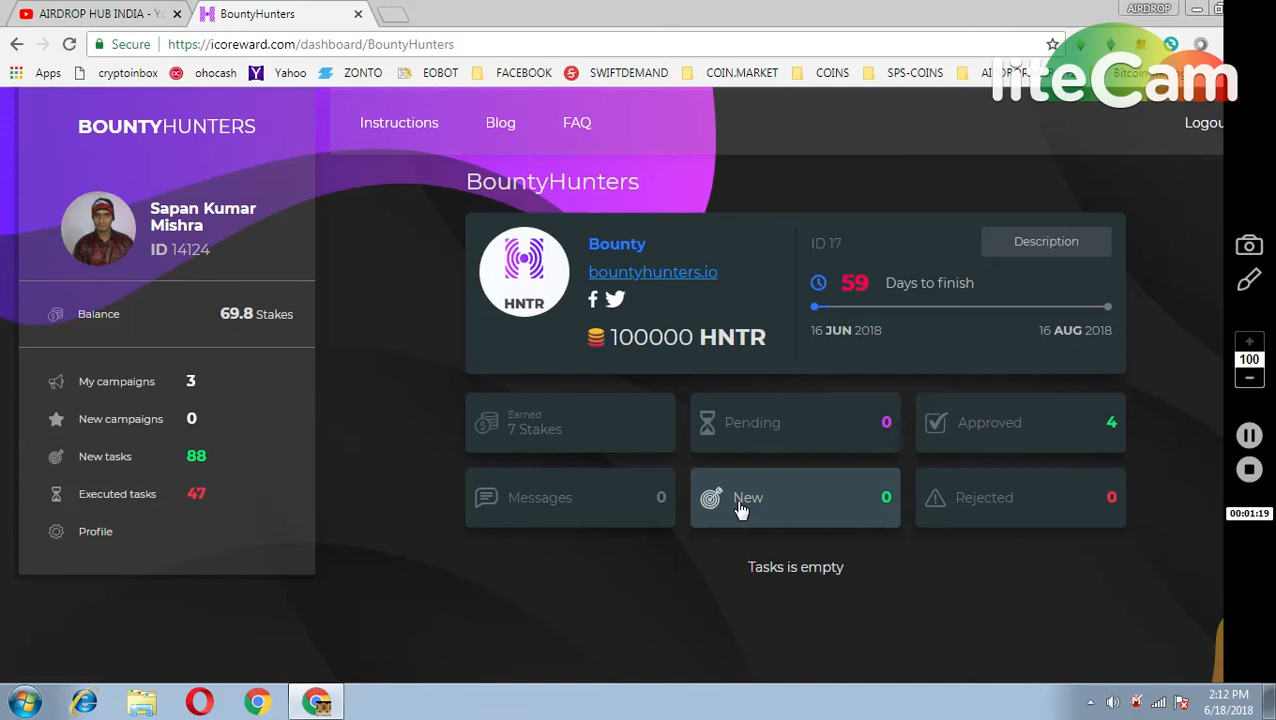 AIRDROP HUB INDIA - Yo
BountyHunters
AIRDROP
Secure
https://icoreward.com/dashboard/BountyHunters
Apps
cryptoinbox
ohocash
Yahoo
ZONTO
EOBOT
FACEBOOK
SWIFTDEMAND
COIN.MARKET
COINS
SPS-COINS
liteCam
BOUNTYHUNTERS
Instructions
Blog
FAQ
Logou
Sapan Kumar
Mishra
ID 14124
Balance
69.8 Stakes
My campaigns 3
New campaigns 0
New tasks 88
Executed tasks 47
Profile
BountyHunters
HNTR
Bounty
bountyhunters.io
100000 HNTR
ID 17
Description
59 Days to finish
16 JUN 2018
16 AUG 2018
Earned
7 Stakes
Pending 0
Approved 4
Messages 0
New 0
Rejected 0
Tasks is empty
100
00:01:19
2:12 PM
6/18/2018